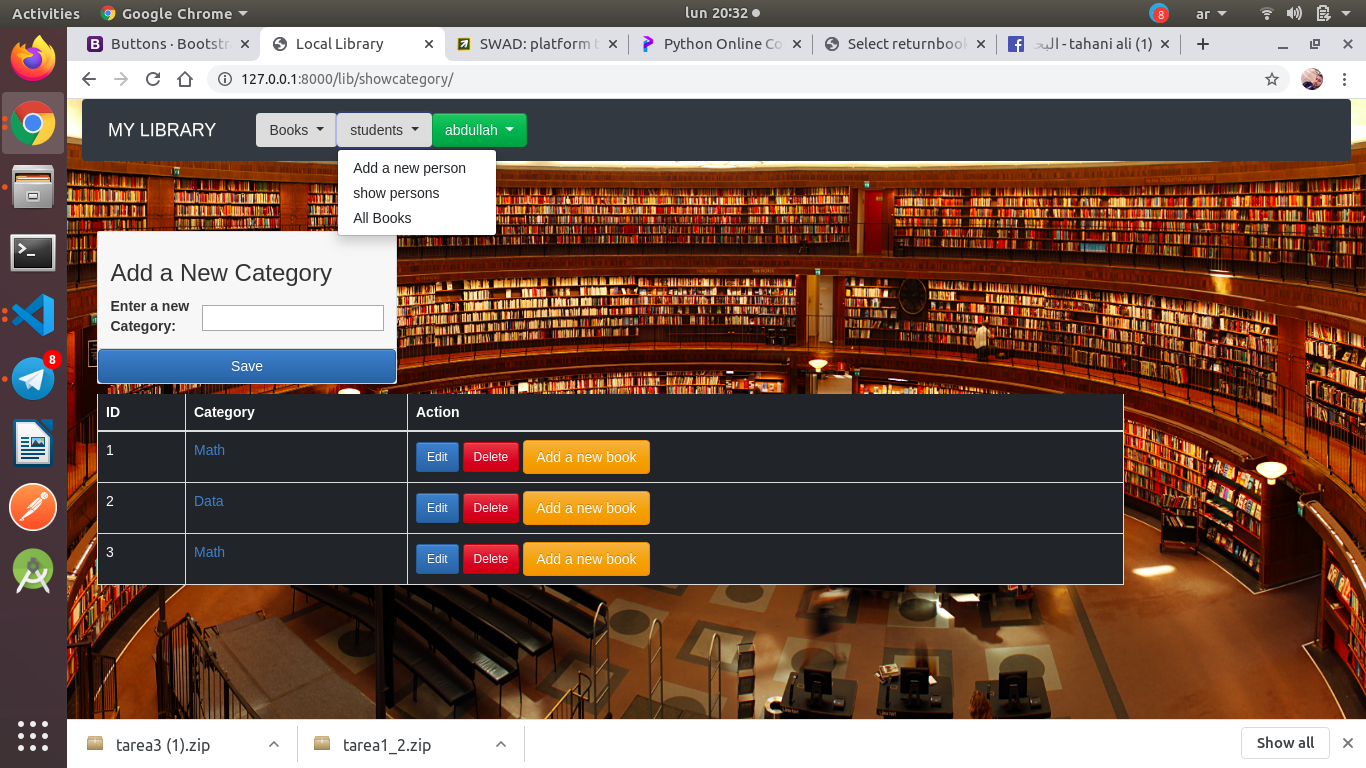 Activities
Google Chrome
lun 20:32
8
ar
Buttons · Bootstr
Local Library
SWAD: platform t
Python Online Co
Select returnbook
البحـ - tahani ali (1)
127.0.0.1:8000/lib/showcategory/
MY LIBRARY
Books
students
abdullah
Add a new person
show persons
All Books
Add a New Category
Enter a new
Category:
Save
ID Category Action
1 Math Edit Delete Add a new book
2 Data Edit Delete Add a new book
3 Math Edit Delete Add a new book
8
tarea3 (1).zip
tarea1_2.zip
Show all